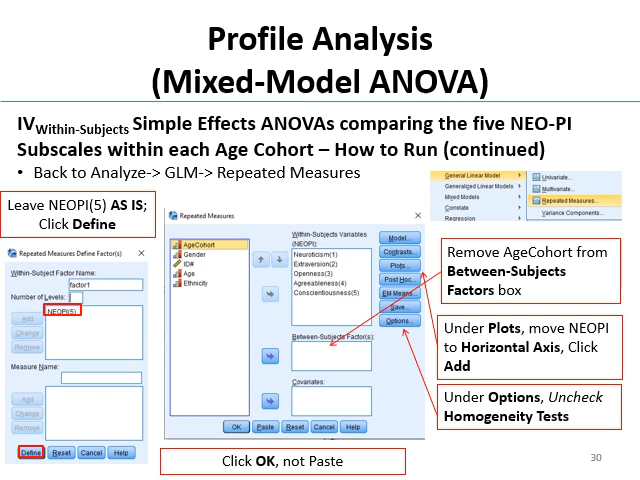 Profile Analysis
(Mixed-Model ANOVA)
IVWithin-Subjects Simple Effects ANOVAs comparing the five NEO-PI
Subscales within each Age Cohort – How to Run (continued)
• Back to Analyze-> GLM-> Repeated Measures
General Linear Model
Generalized Linear Models
Mixed Models
Correlate
Regression
Univariate...
Multivariate...
Repeated Measures...
Variance Components...
Leave NEOPI(5) AS IS;
Click Define
Repeated Measures Define Factor(s)
Within-Subject Factor Name:
factor1
Number of Levels:
Add
Change
Remove
NEOPI(5)
Measure Name:
Add
Change
Remove
Define
Reset
Cancel
Help
Repeated Measures
AgeCohort
Gender
ID#
Age
Ethnicity
Within-Subjects Variables
(NEOPI):
Neuroticism(1)
Extraversion(2)
Openness(3)
Agreeableness(4)
Conscientiousness(5)
Between-Subjects Factor(s):
Covariates:
Model...
Contrasts...
Plots...
Post Hoc...
EM Means...
Save...
Options...
OK
Paste
Reset
Cancel
Help
Remove AgeCohort from
Between-Subjects
Factors box
Under Plots, move NEOPI
to Horizontal Axis, Click
Add
Under Options, Uncheck
Homogeneity Tests
Click OK, not Paste
30